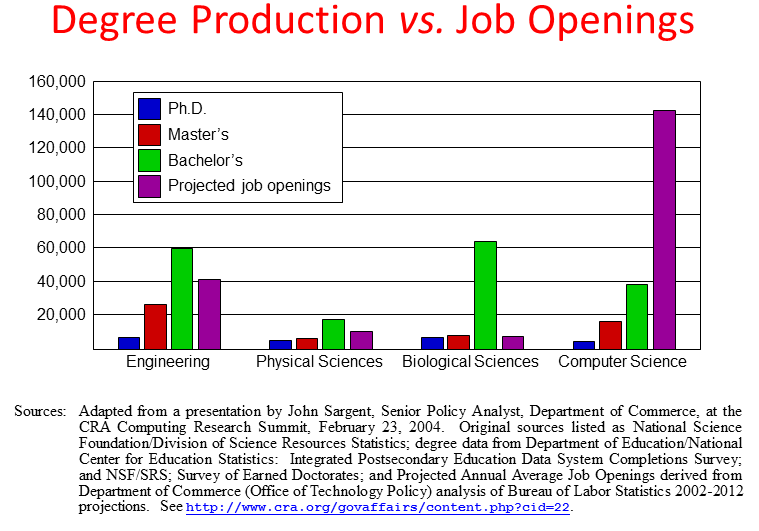 Degree Production vs. Job Openings
160,000
140,000
120,000
100,000
80,000
60,000
40,000
20,000
Ph.D.
Master's
Bachelor's
Projected job openings
Engineering
Physical Sciences
Biological Sciences
Computer Science
Sources: Adapted from a presentation by John Sargent, Senior Policy Analyst, Department of Commerce, at the
CRA Computing Research Summit, February 23, 2004. Original sources listed as National Science
Foundation/Division of Science Resources Statistics; degree data from Department of Education/National
Center for Education Statistics: Integrated Postsecondary Education Data System Completions Survey;
and NSF/SRS; Survey of Earned Doctorates; and Projected Annual Average Job Openings derived from
Department of Commerce (Office of Technology Policy) analysis of Bureau of Labor Statistics 2002-2012
projections. See http://www.cra.org/govaffairs/content.php?cid=22.